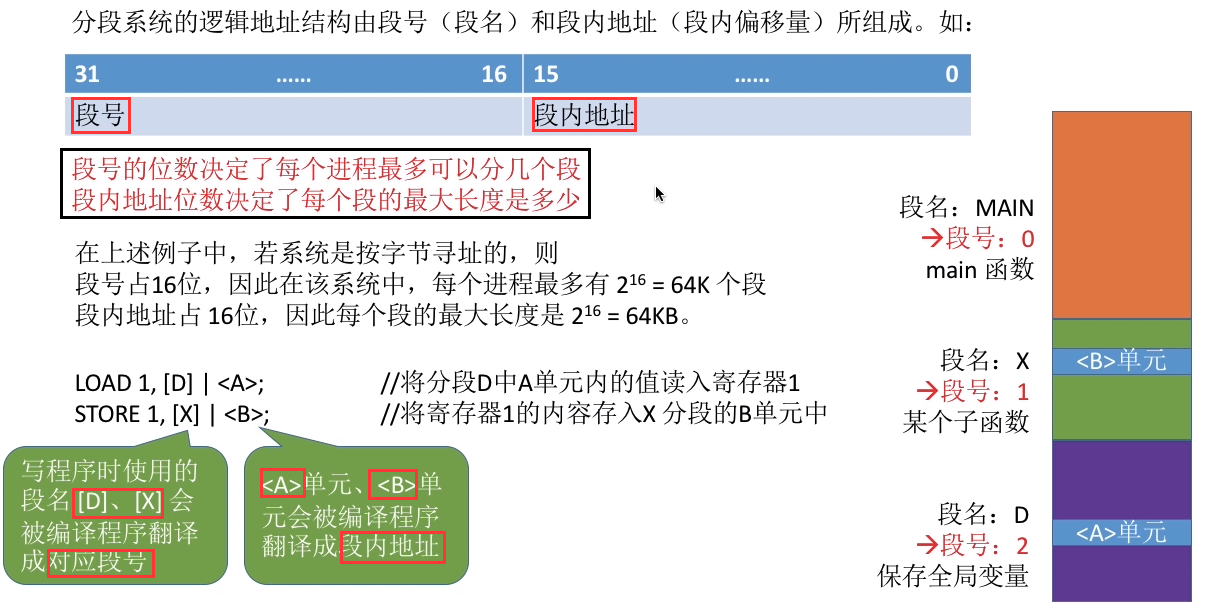 分段系统的逻辑地址结构由段号（段名）和段内地址（段内偏移量）所组成。如：
31 …… 16 15 …… 0
段号 段内地址
段号的位数决定了每个进程最多可以分几个段
段内地址位数决定了每个段的最大长度是多少
在上述例子中，若系统是按字节寻址的，则
段号占16位，因此在该系统中，每个进程最多有 2¹⁶ = 64K 个段
段内地址占 16位，因此每个段的最大长度是 2¹⁶ = 64KB。
LOAD 1, [D] | <A>; //将分段D中A单元内的值读入寄存器1
STORE 1, [X] | <B>; //将寄存器1的内容存入X 分段的B单元中
写程序时使用的
段名 [D]、[X] 会
被编译程序翻译
成对应段号
<A>单元、<B>单
元会被编译程序
翻译成段内地址
段名：MAIN
→段号：0
main 函数
段名：X
→段号：1
某个子函数
<B>单元
段名：D
→段号：2
保存全局变量
<A>单元